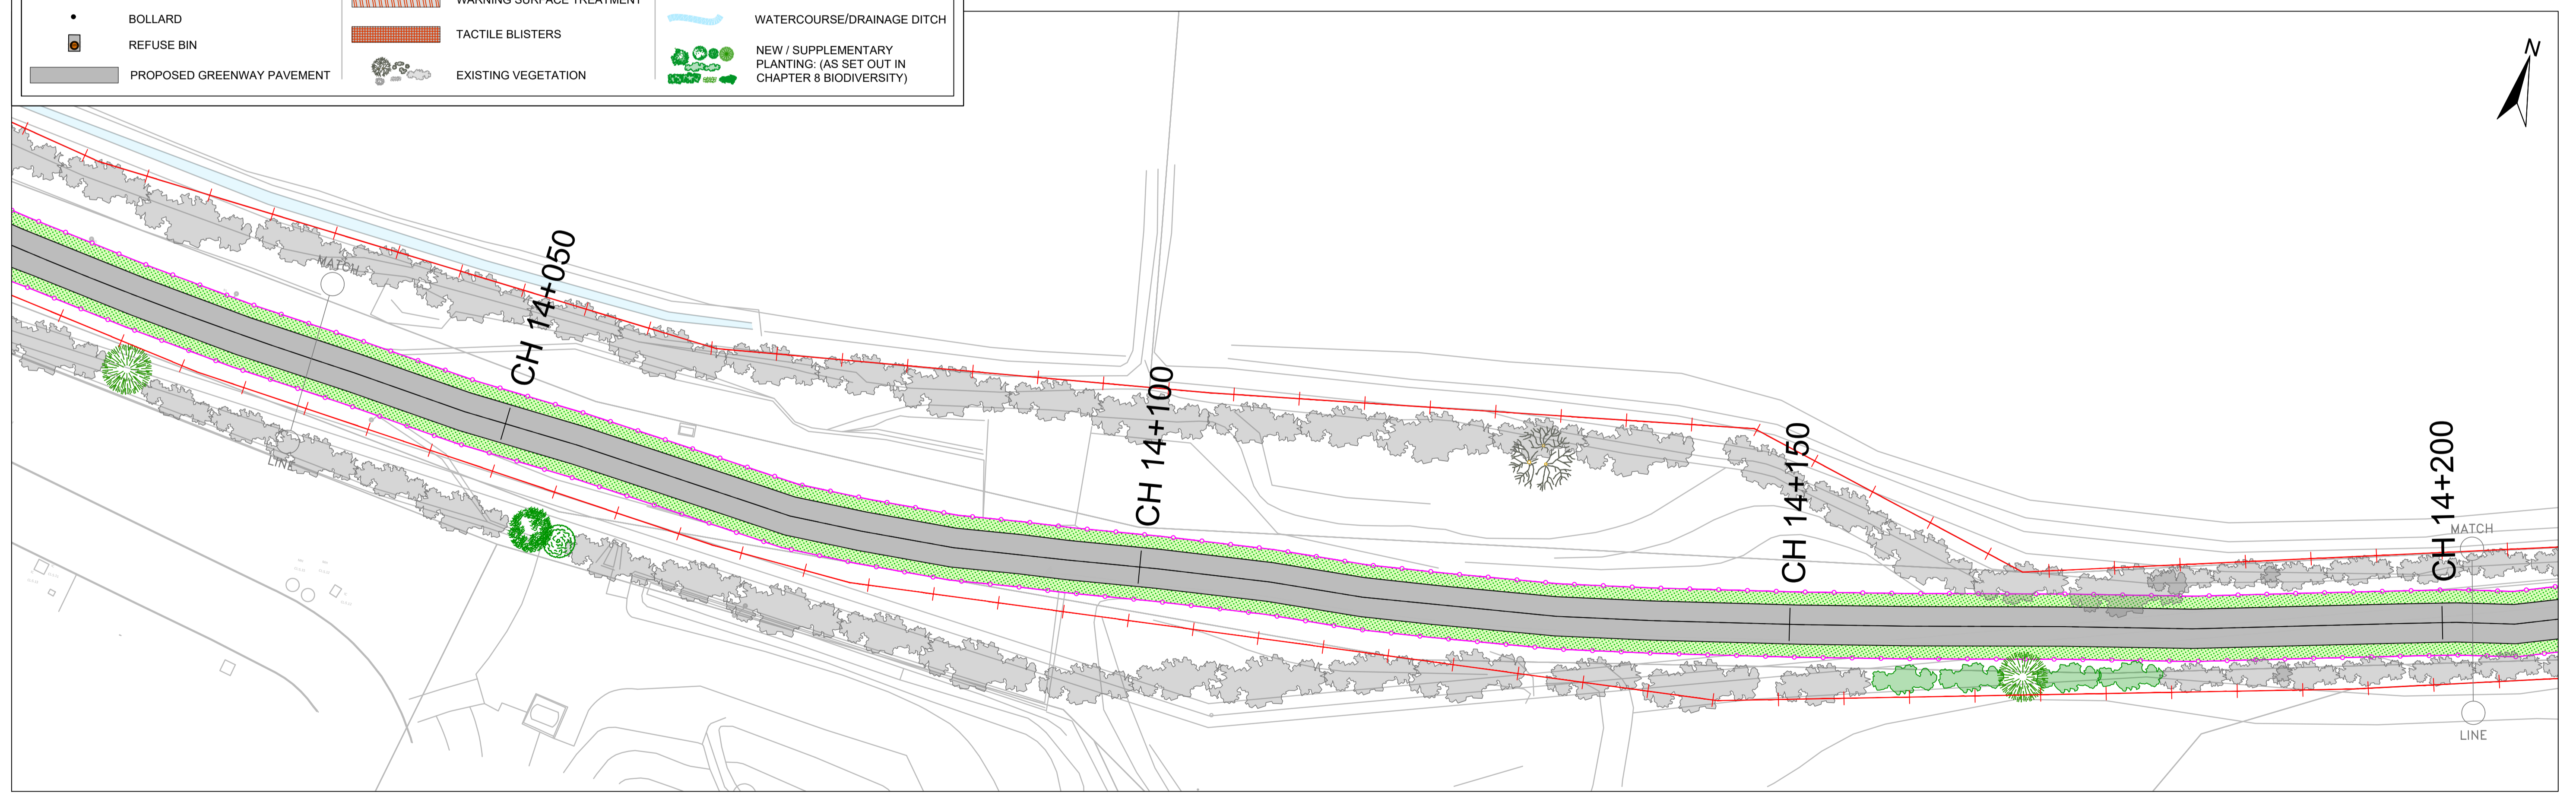 WARNING SURFACE TREATMENT
BOLLARD
WATERCOURSE/DRAINAGE DITCH
TACTILE BLISTERS
REFUSE BIN
NEW / SUPPLEMENTARY
PLANTING: (AS SET OUT IN
CHAPTER 8 BIODIVERSITY)
PROPOSED GREENWAY PAVEMENT
EXISTING VEGETATION
N
MATCH
LINE
CH 14+050
CH 14+100
CH 14+150
CH 14+200
MATCH
LINE